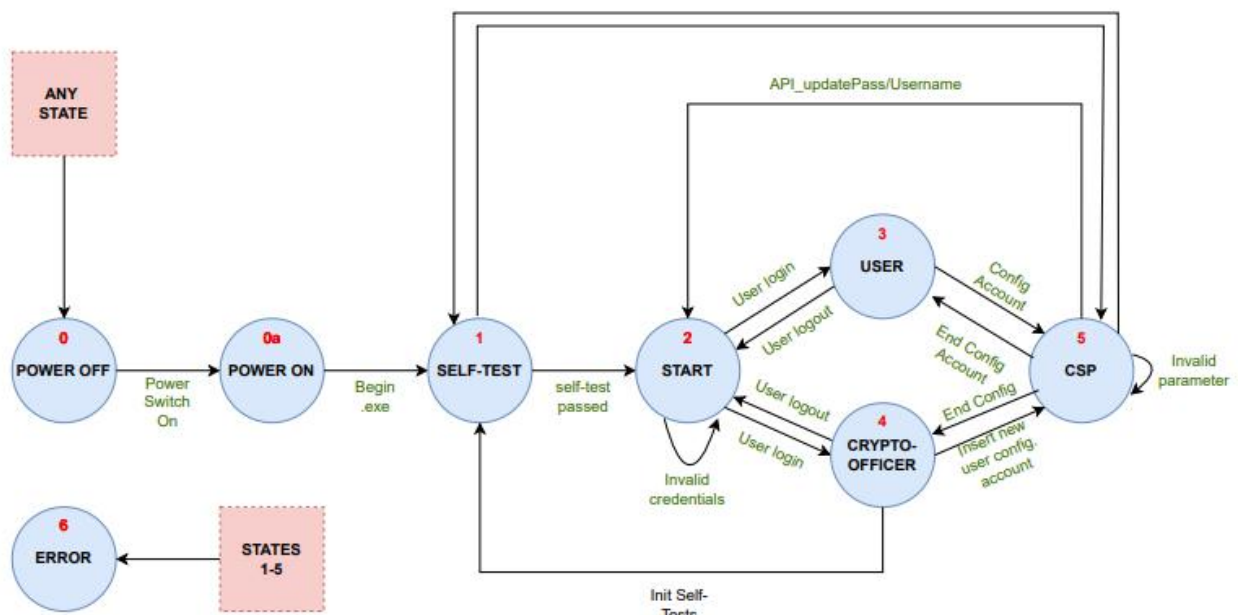 ANY
STATE
API_updatePass/Username
3
USER
User login
User logout
Config
Account
End Config
Account
0
POWER OFF
Power
Switch
On
0a
POWER ON
Begin
.exe
1
SELF-TEST
self-test
passed
2
START
5
CSP
Invalid
parameter
User logout
User login
Invalid
credentials
4
CRYPTO-
OFFICER
End Config
Insert new
user config.
account
6
ERROR
STATES
1-5
Init Self-
Tests